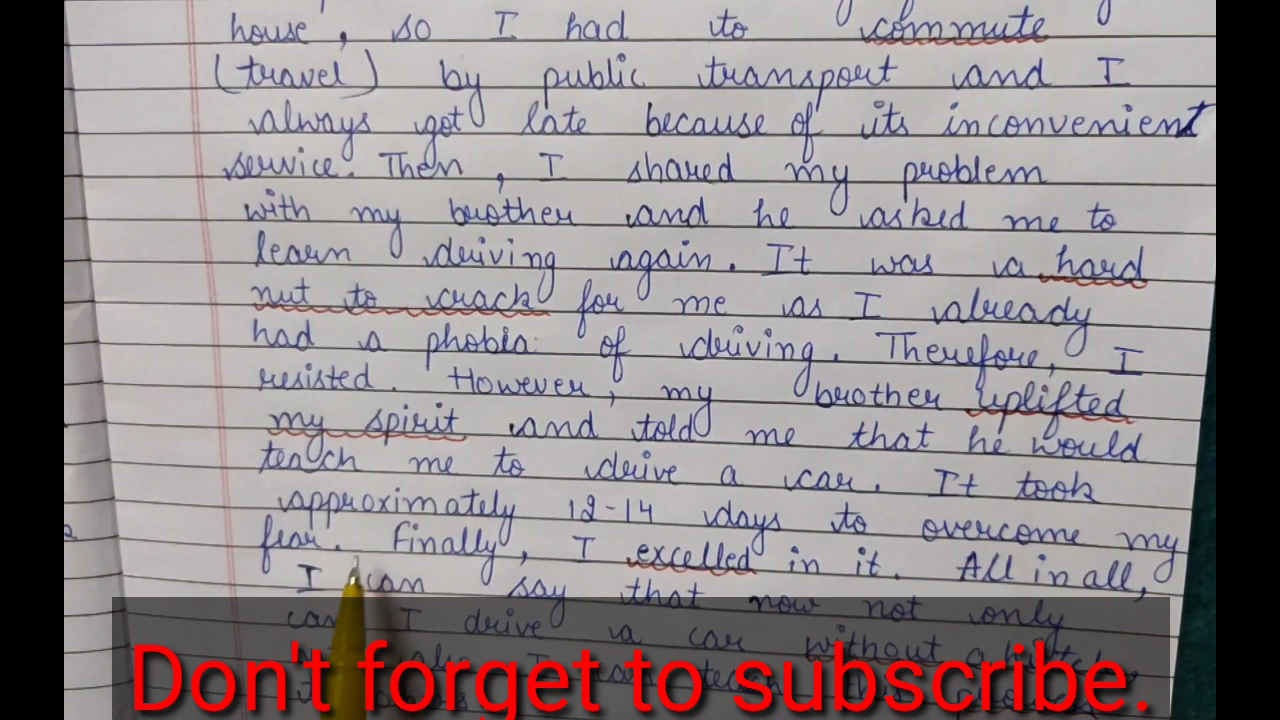 house, so I had to commute
(travel) by public transport and I
always got late because of its inconvenient
service. Then, I shared my problem
with my brother and he asked me to
learn driving again. It was a hard
nut to crack for me as I already
had a phobia of driving. Therefore, I
resisted. However, my brother uplifted
my spirit and told me that he would
teach me to drive a car. It took
approximately 12-14 days to overcome my
fear. Finally, I excelled in it. All in all,
I can say that now not only
can I drive a car without a
Don't forget to subscribe.